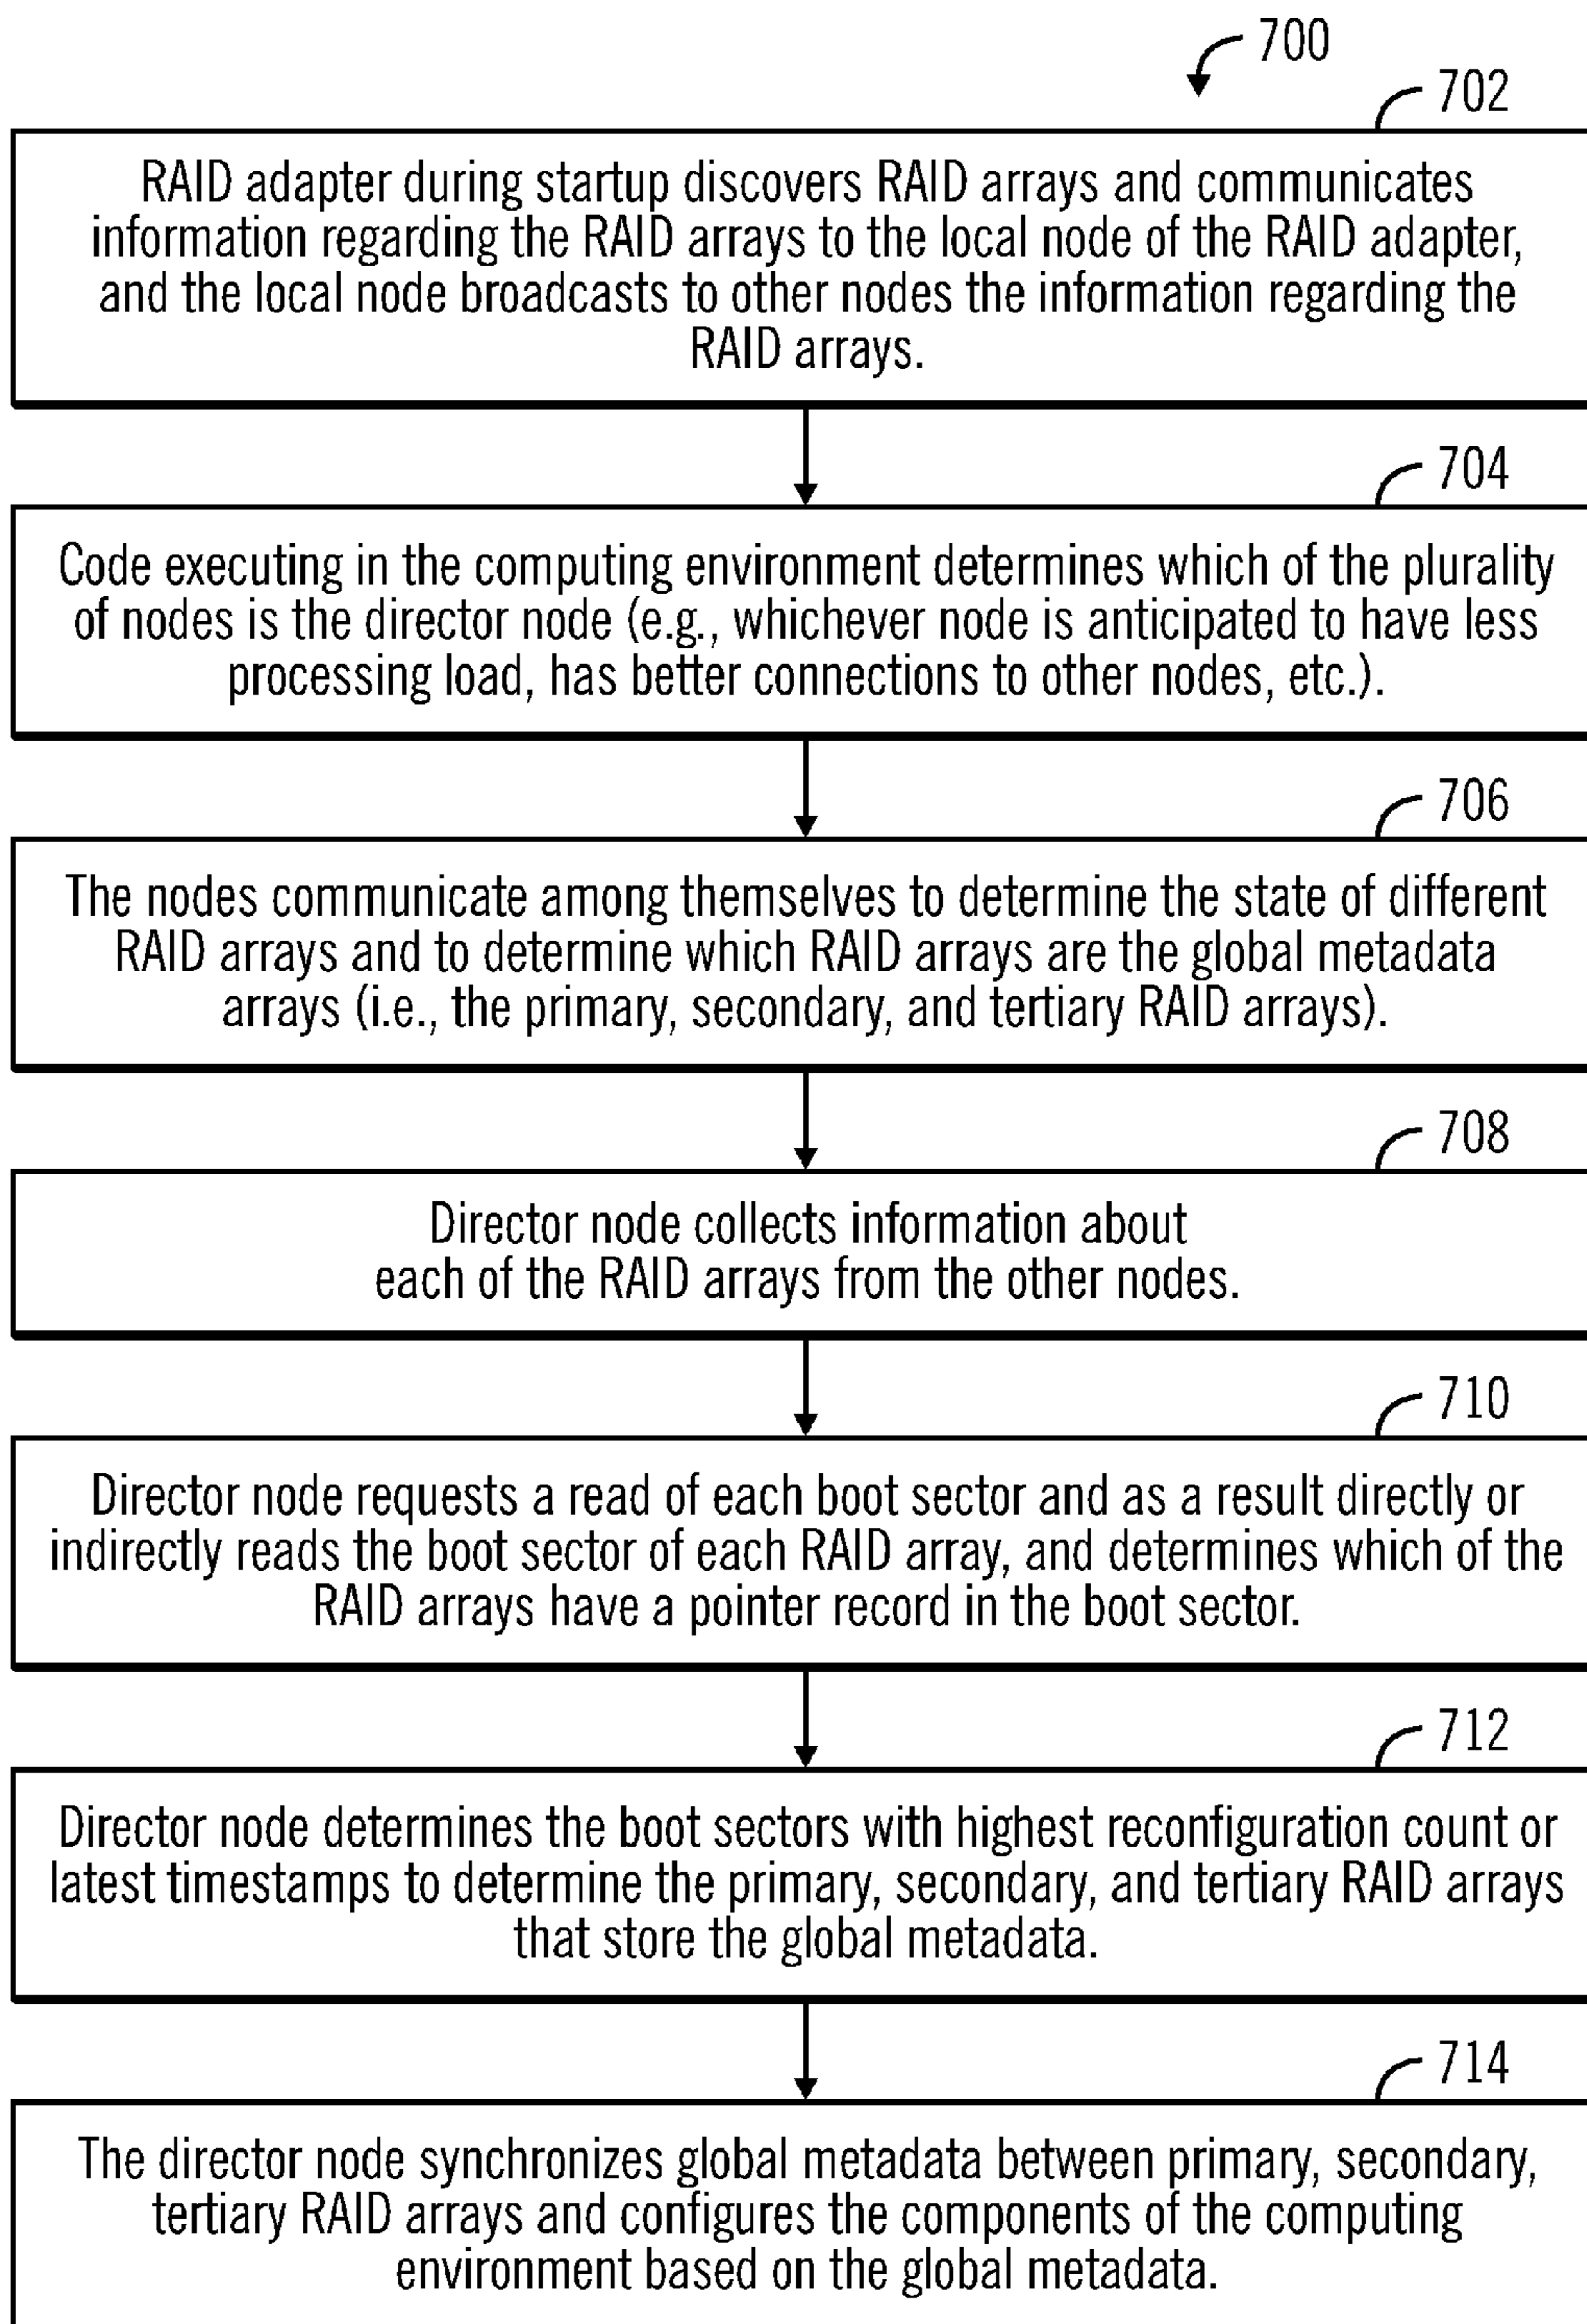 700
702
RAID adapter during startup discovers RAID arrays and communicates
information regarding the RAID arrays to the local node of the RAID adapter,
and the local node broadcasts to other nodes the information regarding the
RAID arrays.
704
Code executing in the computing environment determines which of the plurality
of nodes is the director node (e.g., whichever node is anticipated to have less
processing load, has better connections to other nodes, etc.).
706
The nodes communicate among themselves to determine the state of different
RAID arrays and to determine which RAID arrays are the global metadata
arrays (i.e., the primary, secondary, and tertiary RAID arrays).
708
Director node collects information about
each of the RAID arrays from the other nodes.
710
Director node requests a read of each boot sector and as a result directly or
indirectly reads the boot sector of each RAID array, and determines which of the
RAID arrays have a pointer record in the boot sector.
712
Director node determines the boot sectors with highest reconfiguration count or
latest timestamps to determine the primary, secondary, and tertiary RAID arrays
that store the global metadata.
714
The director node synchronizes global metadata between primary, secondary,
tertiary RAID arrays and configures the components of the computing
environment based on the global metadata.